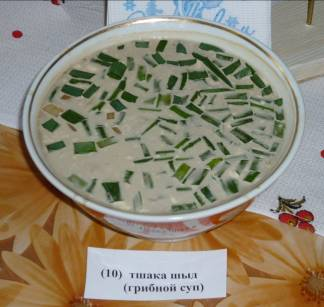 (10) тшака шыд
(грибной суп)